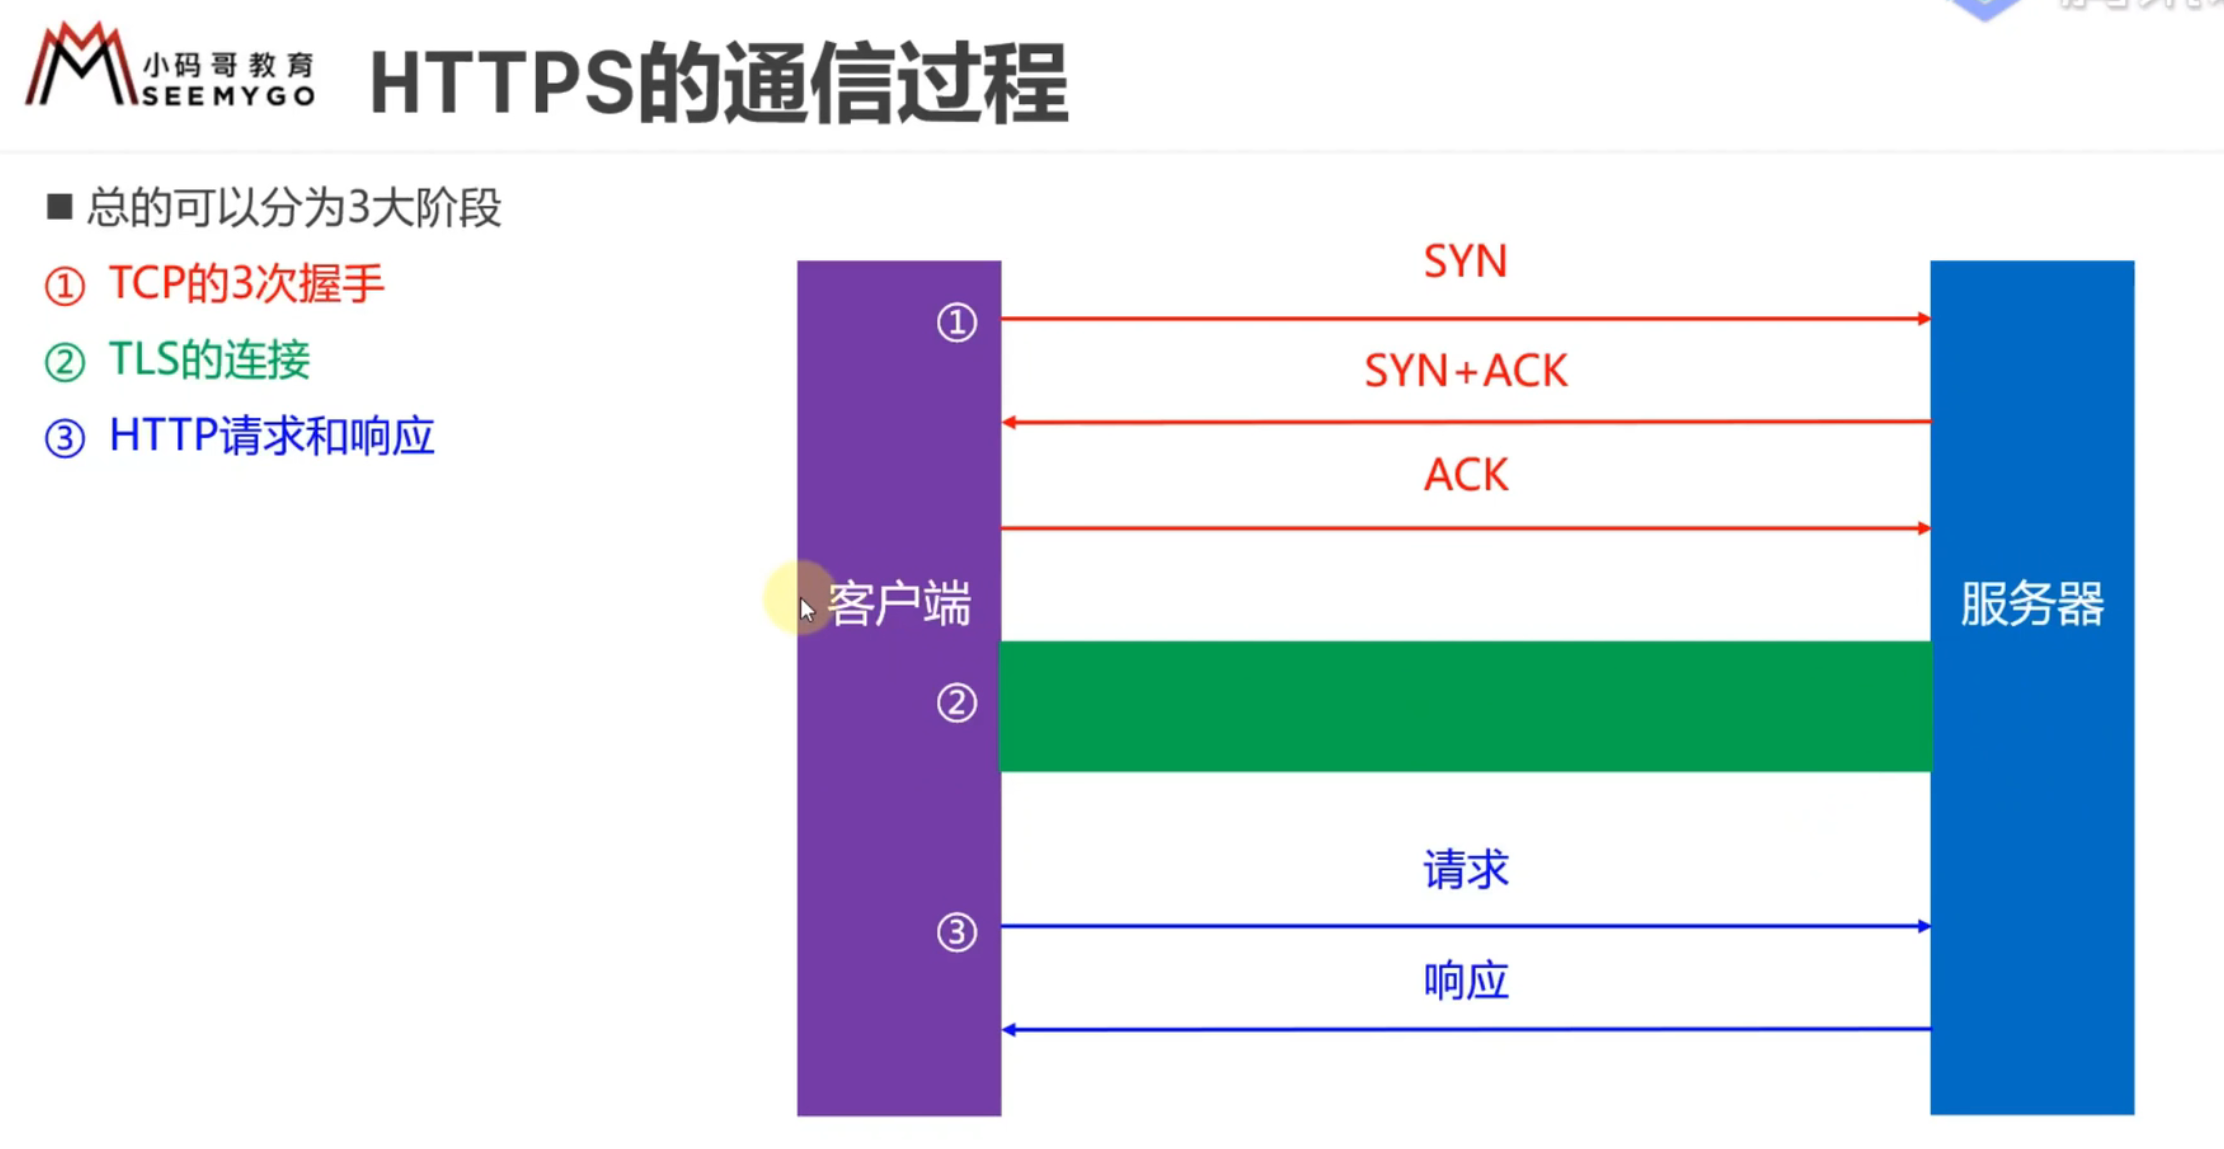 小码哥教育
SEEMYGO
HTTPS的通信过程
■ 总的可以分为3大阶段
① TCP的3次握手
② TLS的连接
③ HTTP请求和响应
SYN
①
SYN+ACK
ACK
客户端
服务器
②
请求
③
响应